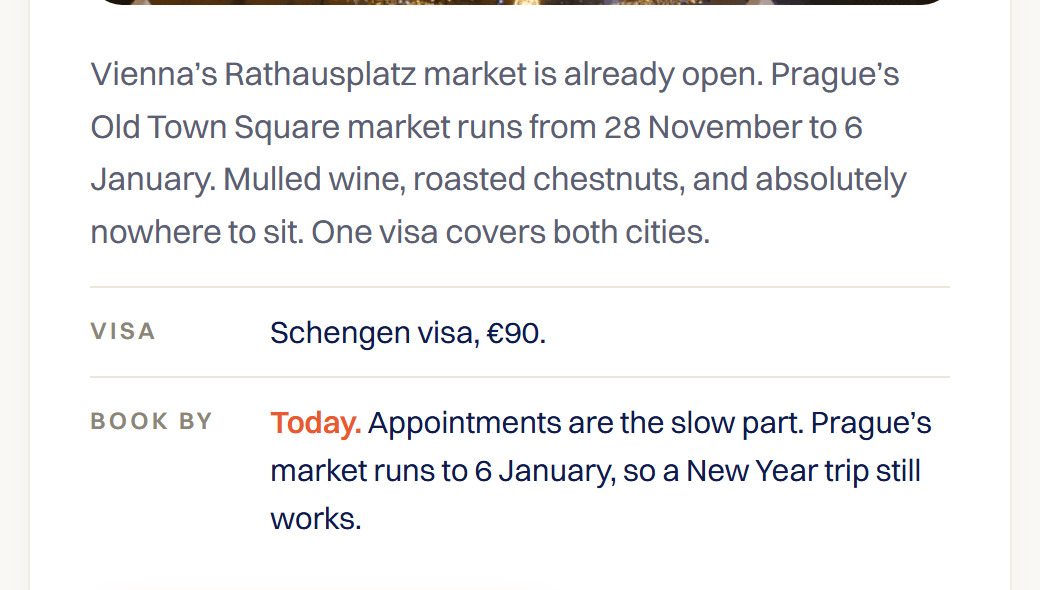 Vienna’s Rathausplatz market is already open. Prague’s
Old Town Square market runs from 28 November to 6
January. Mulled wine, roasted chestnuts, and absolutely
nowhere to sit. One visa covers both cities.
VISA
Schengen visa, €90.
BOOK BY
Today. Appointments are the slow part. Prague’s
market runs to 6 January, so a New Year trip still
works.